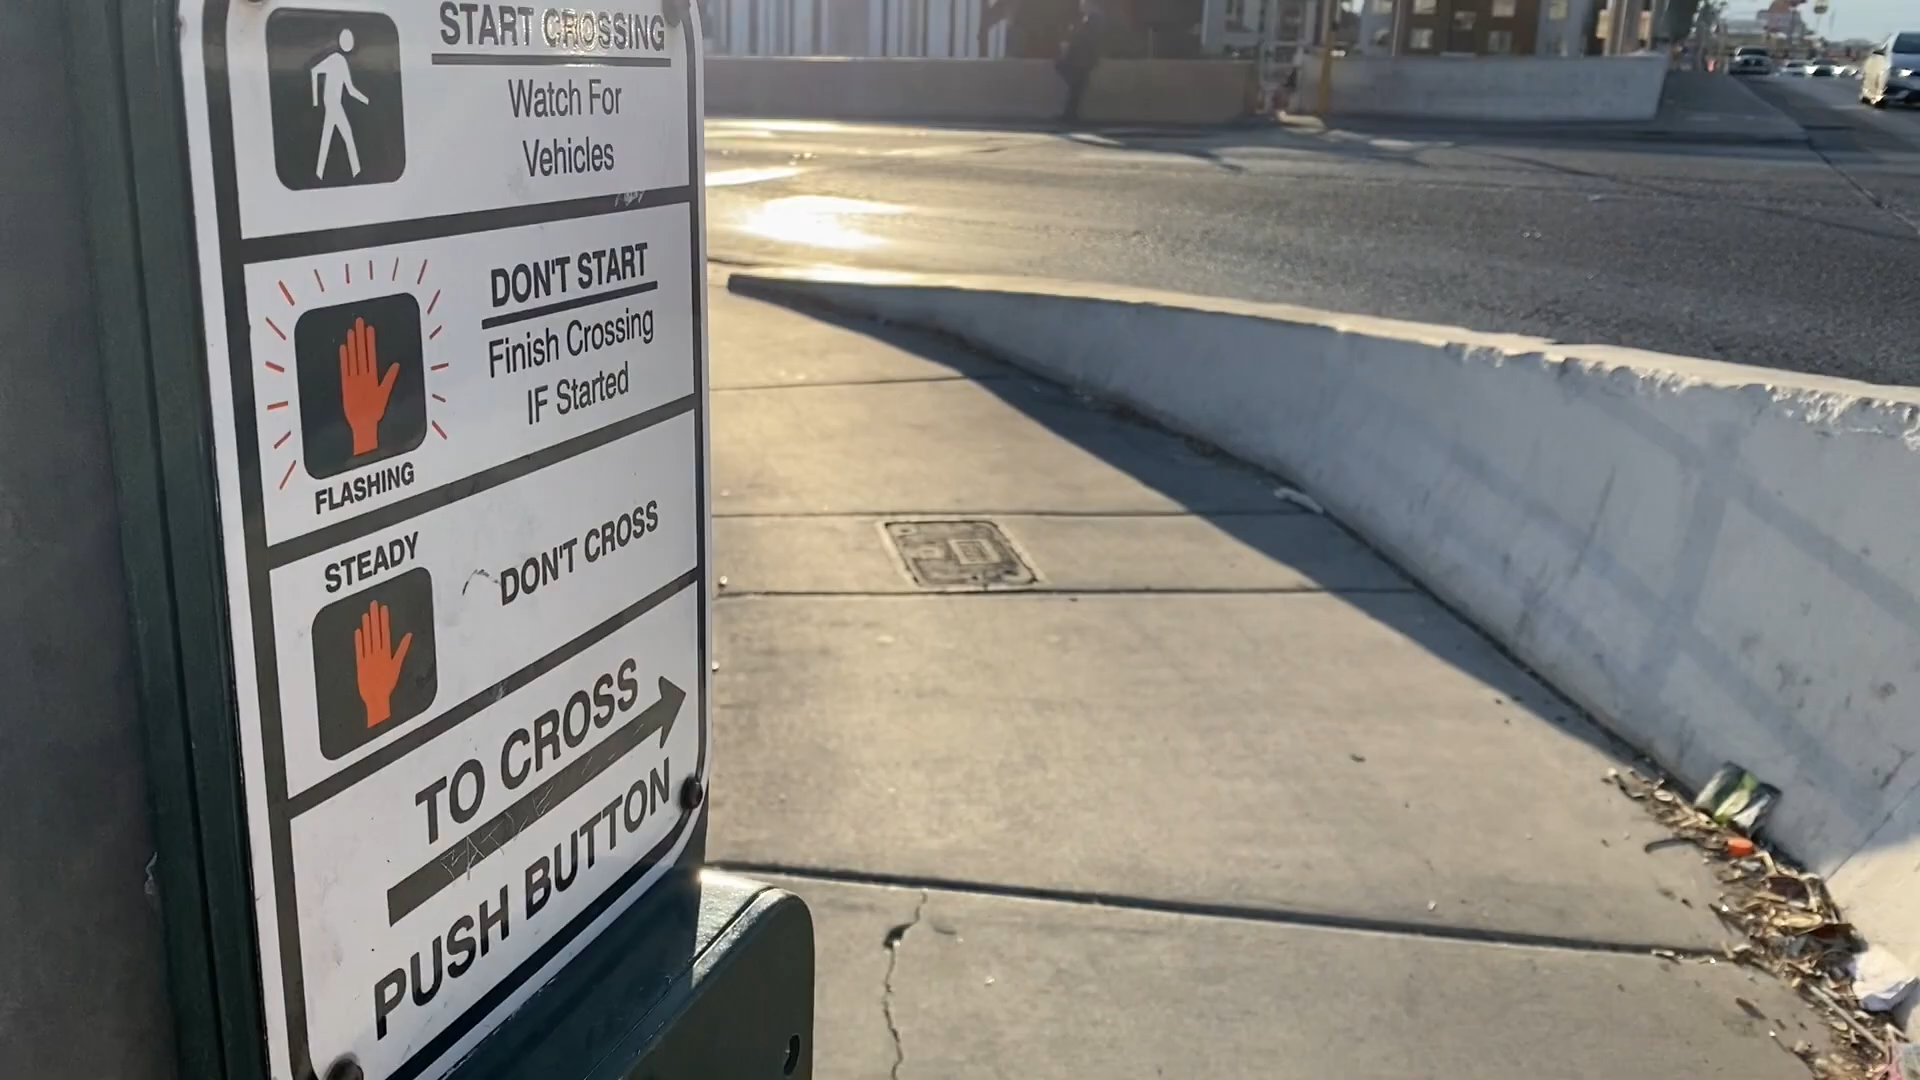 START CROSSING
Watch For
Vehicles
DON'T START
Finish Crossing
IF Started
FLASHING
STEADY
DON'T CROSS
TO CROSS
PUSH BUTTON